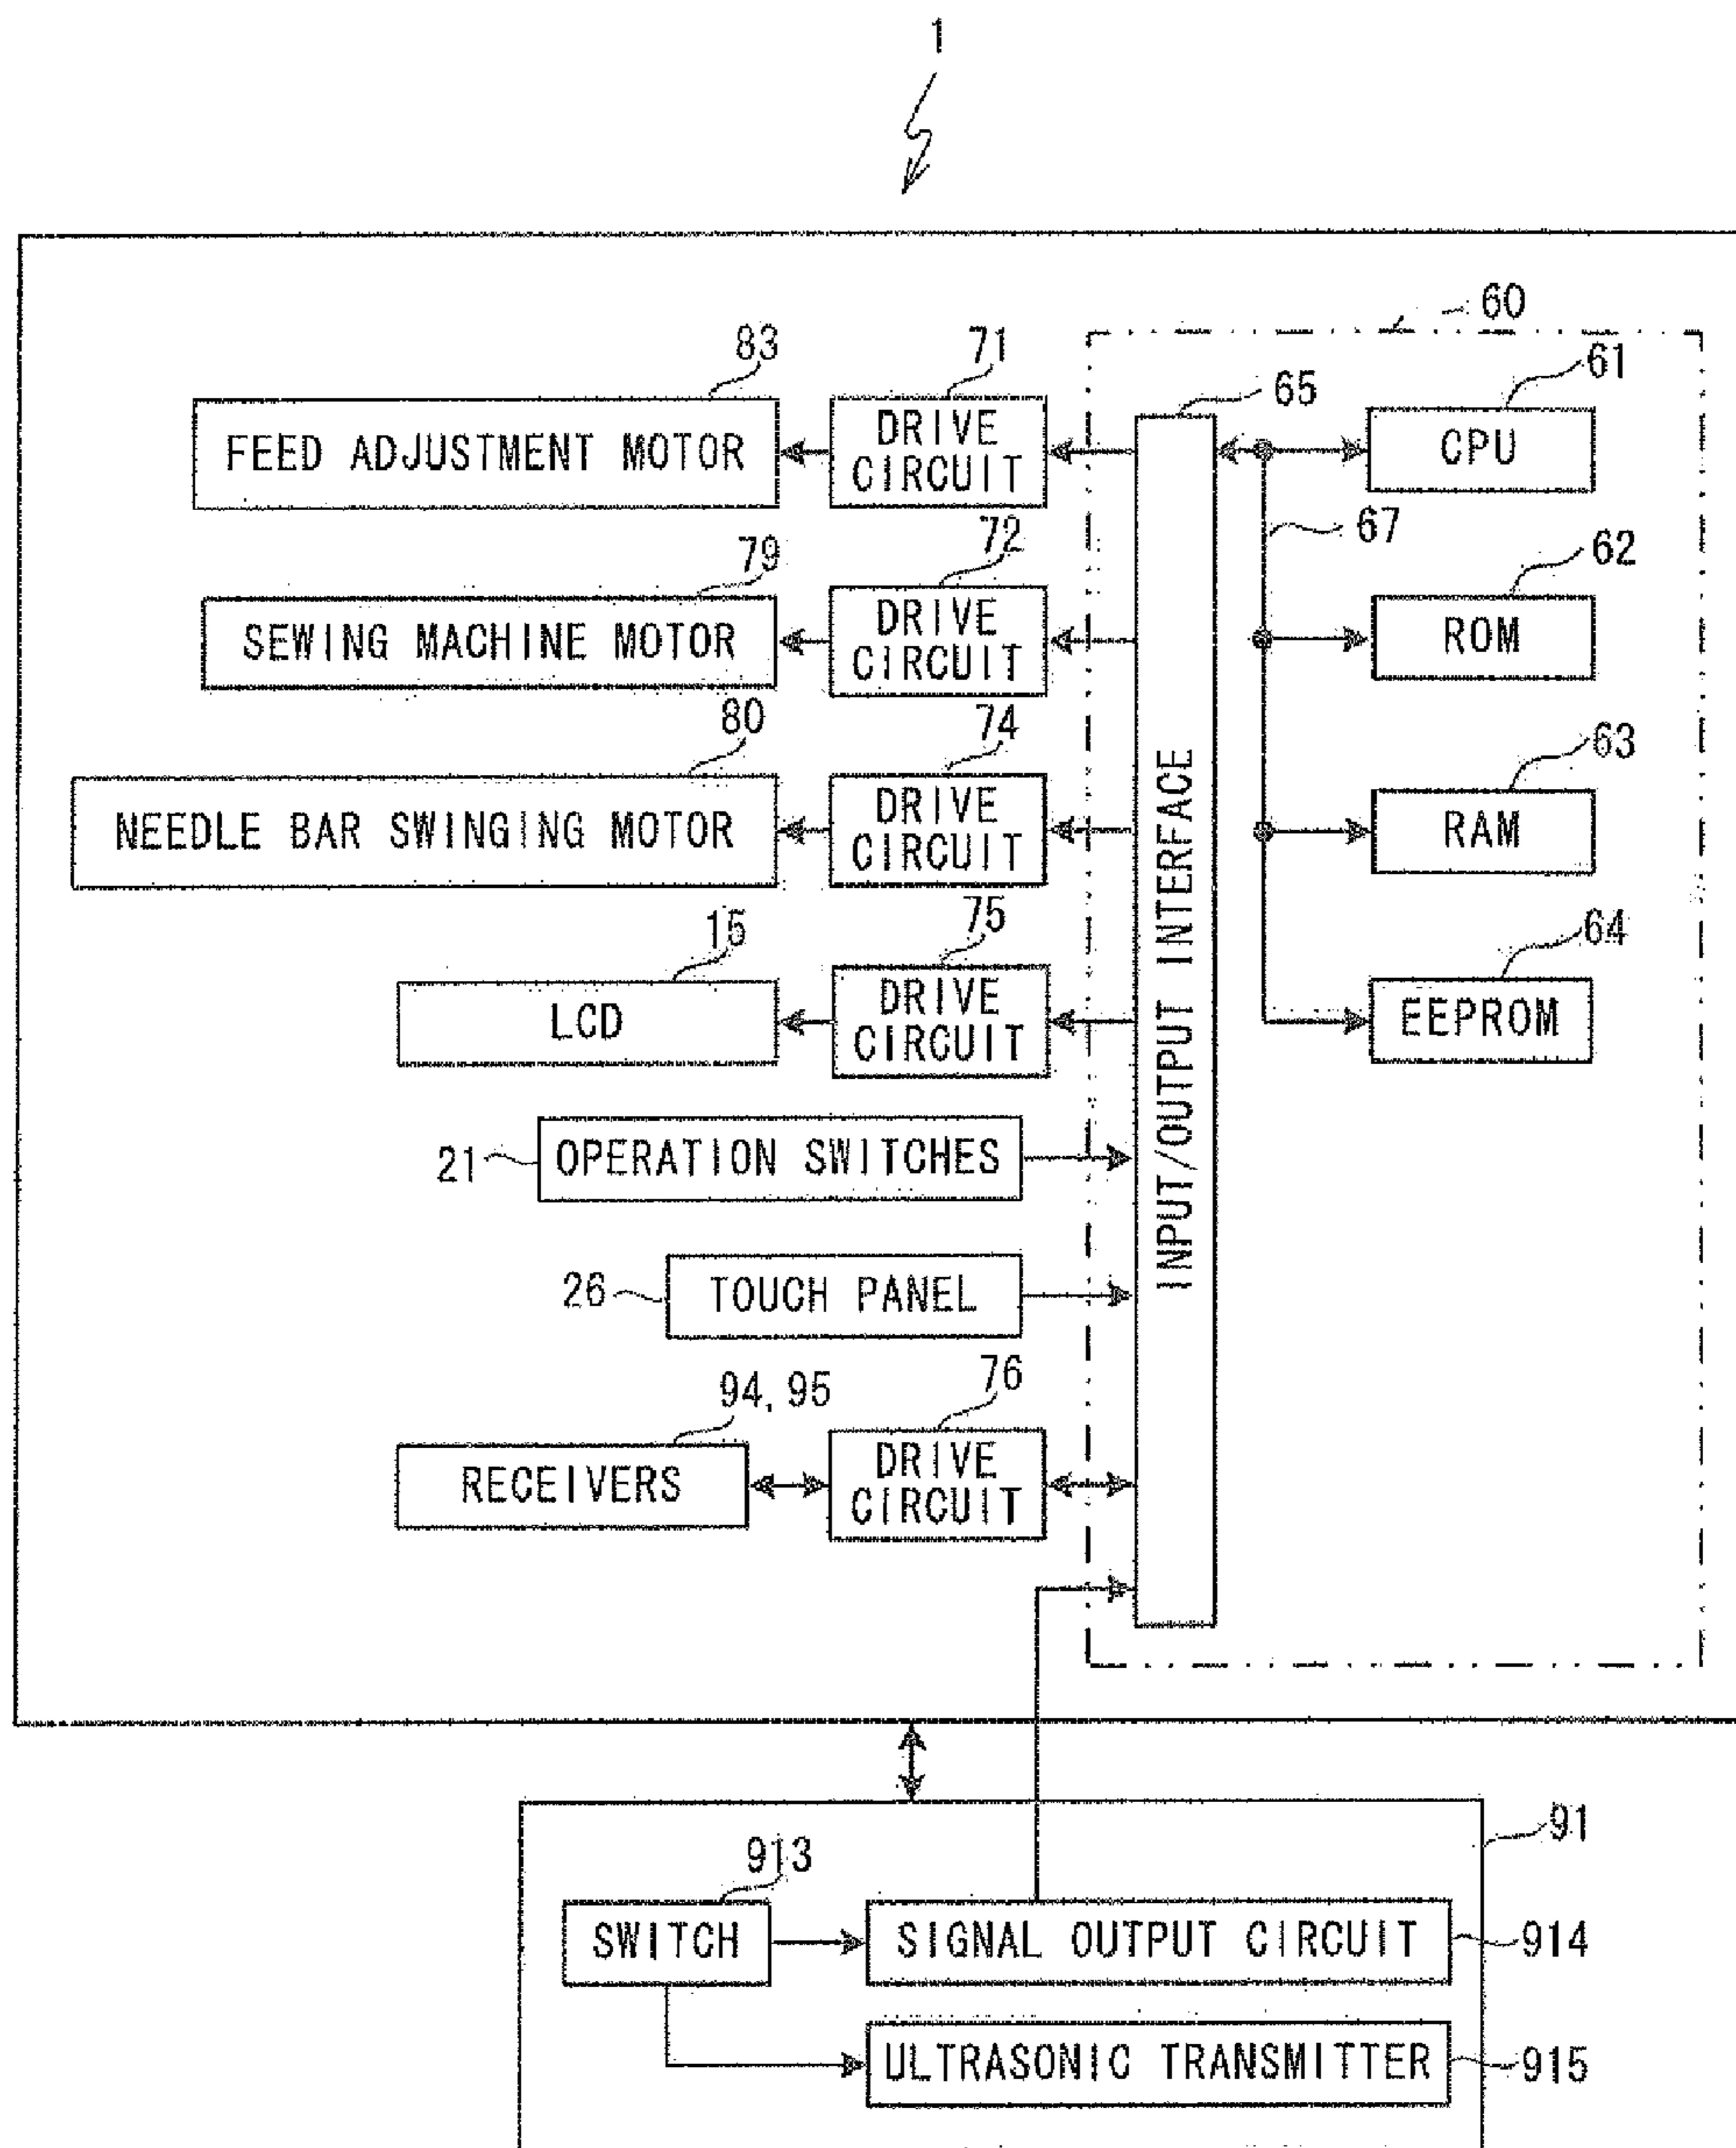 1
60
83
71
65
61
FEED ADJUSTMENT MOTOR
DRIVE
CIRCUIT
CPU
79
72
67
62
SEWING MACHINE MOTOR
DRIVE
CIRCUIT
ROM
80
74
63
NEEDLE BAR SWINGING MOTOR
DRIVE
CIRCUIT
INPUT/OUTPUT INTERFACE
RAM
15
75
64
LCD
DRIVE
CIRCUIT
EEPROM
21
OPERATION SWITCHES
26
TOUCH PANEL
94, 95
76
RECEIVERS
DRIVE
CIRCUIT
91
913
SWITCH
SIGNAL OUTPUT CIRCUIT
914
ULTRASONIC TRANSMITTER
915